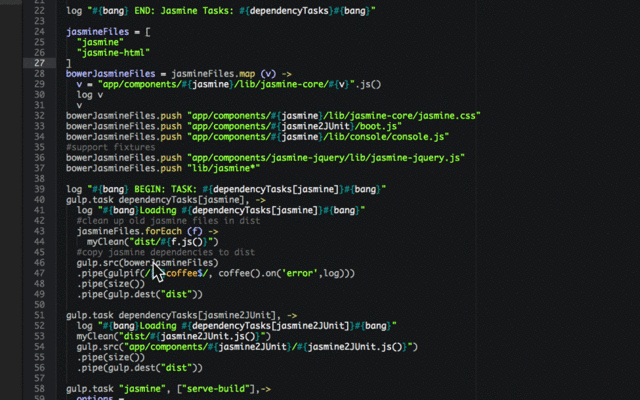 21
22 log "#{bang} END: Jasmine Tasks: #{dependencyTasks}#{bang}"
23
24 jasmineFiles = [
25 "jasmine"
26 "jasmine-html"
27 ]
28 bowerJasmineFiles = jasmineFiles.map (v) ->
29 v = "app/components/#{jasmine}/lib/jasmine-core/#{v}".js()
30 log v
31 v
32 bowerJasmineFiles.push "app/components/#{jasmine}/lib/jasmine-core/jasmine.css"
33 bowerJasmineFiles.push "app/components/#{jasmine2JUnit}/boot.js"
34 bowerJasmineFiles.push "app/components/#{jasmine}/lib/console/console.js"
35 #support fixtures
36 bowerJasmineFiles.push "app/components/jasmine-jquery/lib/jasmine-jquery.js"
37 bowerJasmineFiles.push "lib/jasmine*"
38
39 log "#{bang} BEGIN: TASK: #{dependencyTasks[jasmine]}#{bang}"
40 gulp.task dependencyTasks[jasmine], ->
41 log "#{bang}Loading #{dependencyTasks[jasmine]}#{bang}"
42 #clean up old jasmine files in dist
43 jasmineFiles.forEach (f) ->
44 myClean("dist/#{f.js()}")
45 #copy jasmine dependencies to dist
46 gulp.src(bowerJasmineFiles)
47 .pipe(gulpif(/ coffee$/, coffee().on('error',log)))
48 .pipe(size())
49 .pipe(gulp.dest("dist"))
50
51 gulp.task dependencyTasks[jasmine2JUnit], ->
52 log "#{bang}Loading #{dependencyTasks[jasmine2JUnit]}#{bang}"
53 myClean("dist/#{jasmine2JUnit.js()}")
54 gulp.src("app/components/#{jasmine2JUnit}/#{jasmine2JUnit.js()}")
55 .pipe(size())
56 .pipe(gulp.dest("dist"))
57
58 gulp.task "jasmine", ["serve-build"],->
59 options =